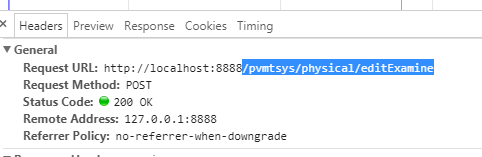 Headers Preview Response Cookies Timing
General
Request URL: http://localhost:8888/pvmtsys/physical/editExamine
Request Method: POST
Status Code: 200 OK
Remote Address: 127.0.0.1:8888
Referrer Policy: no-referrer-when-downgrade